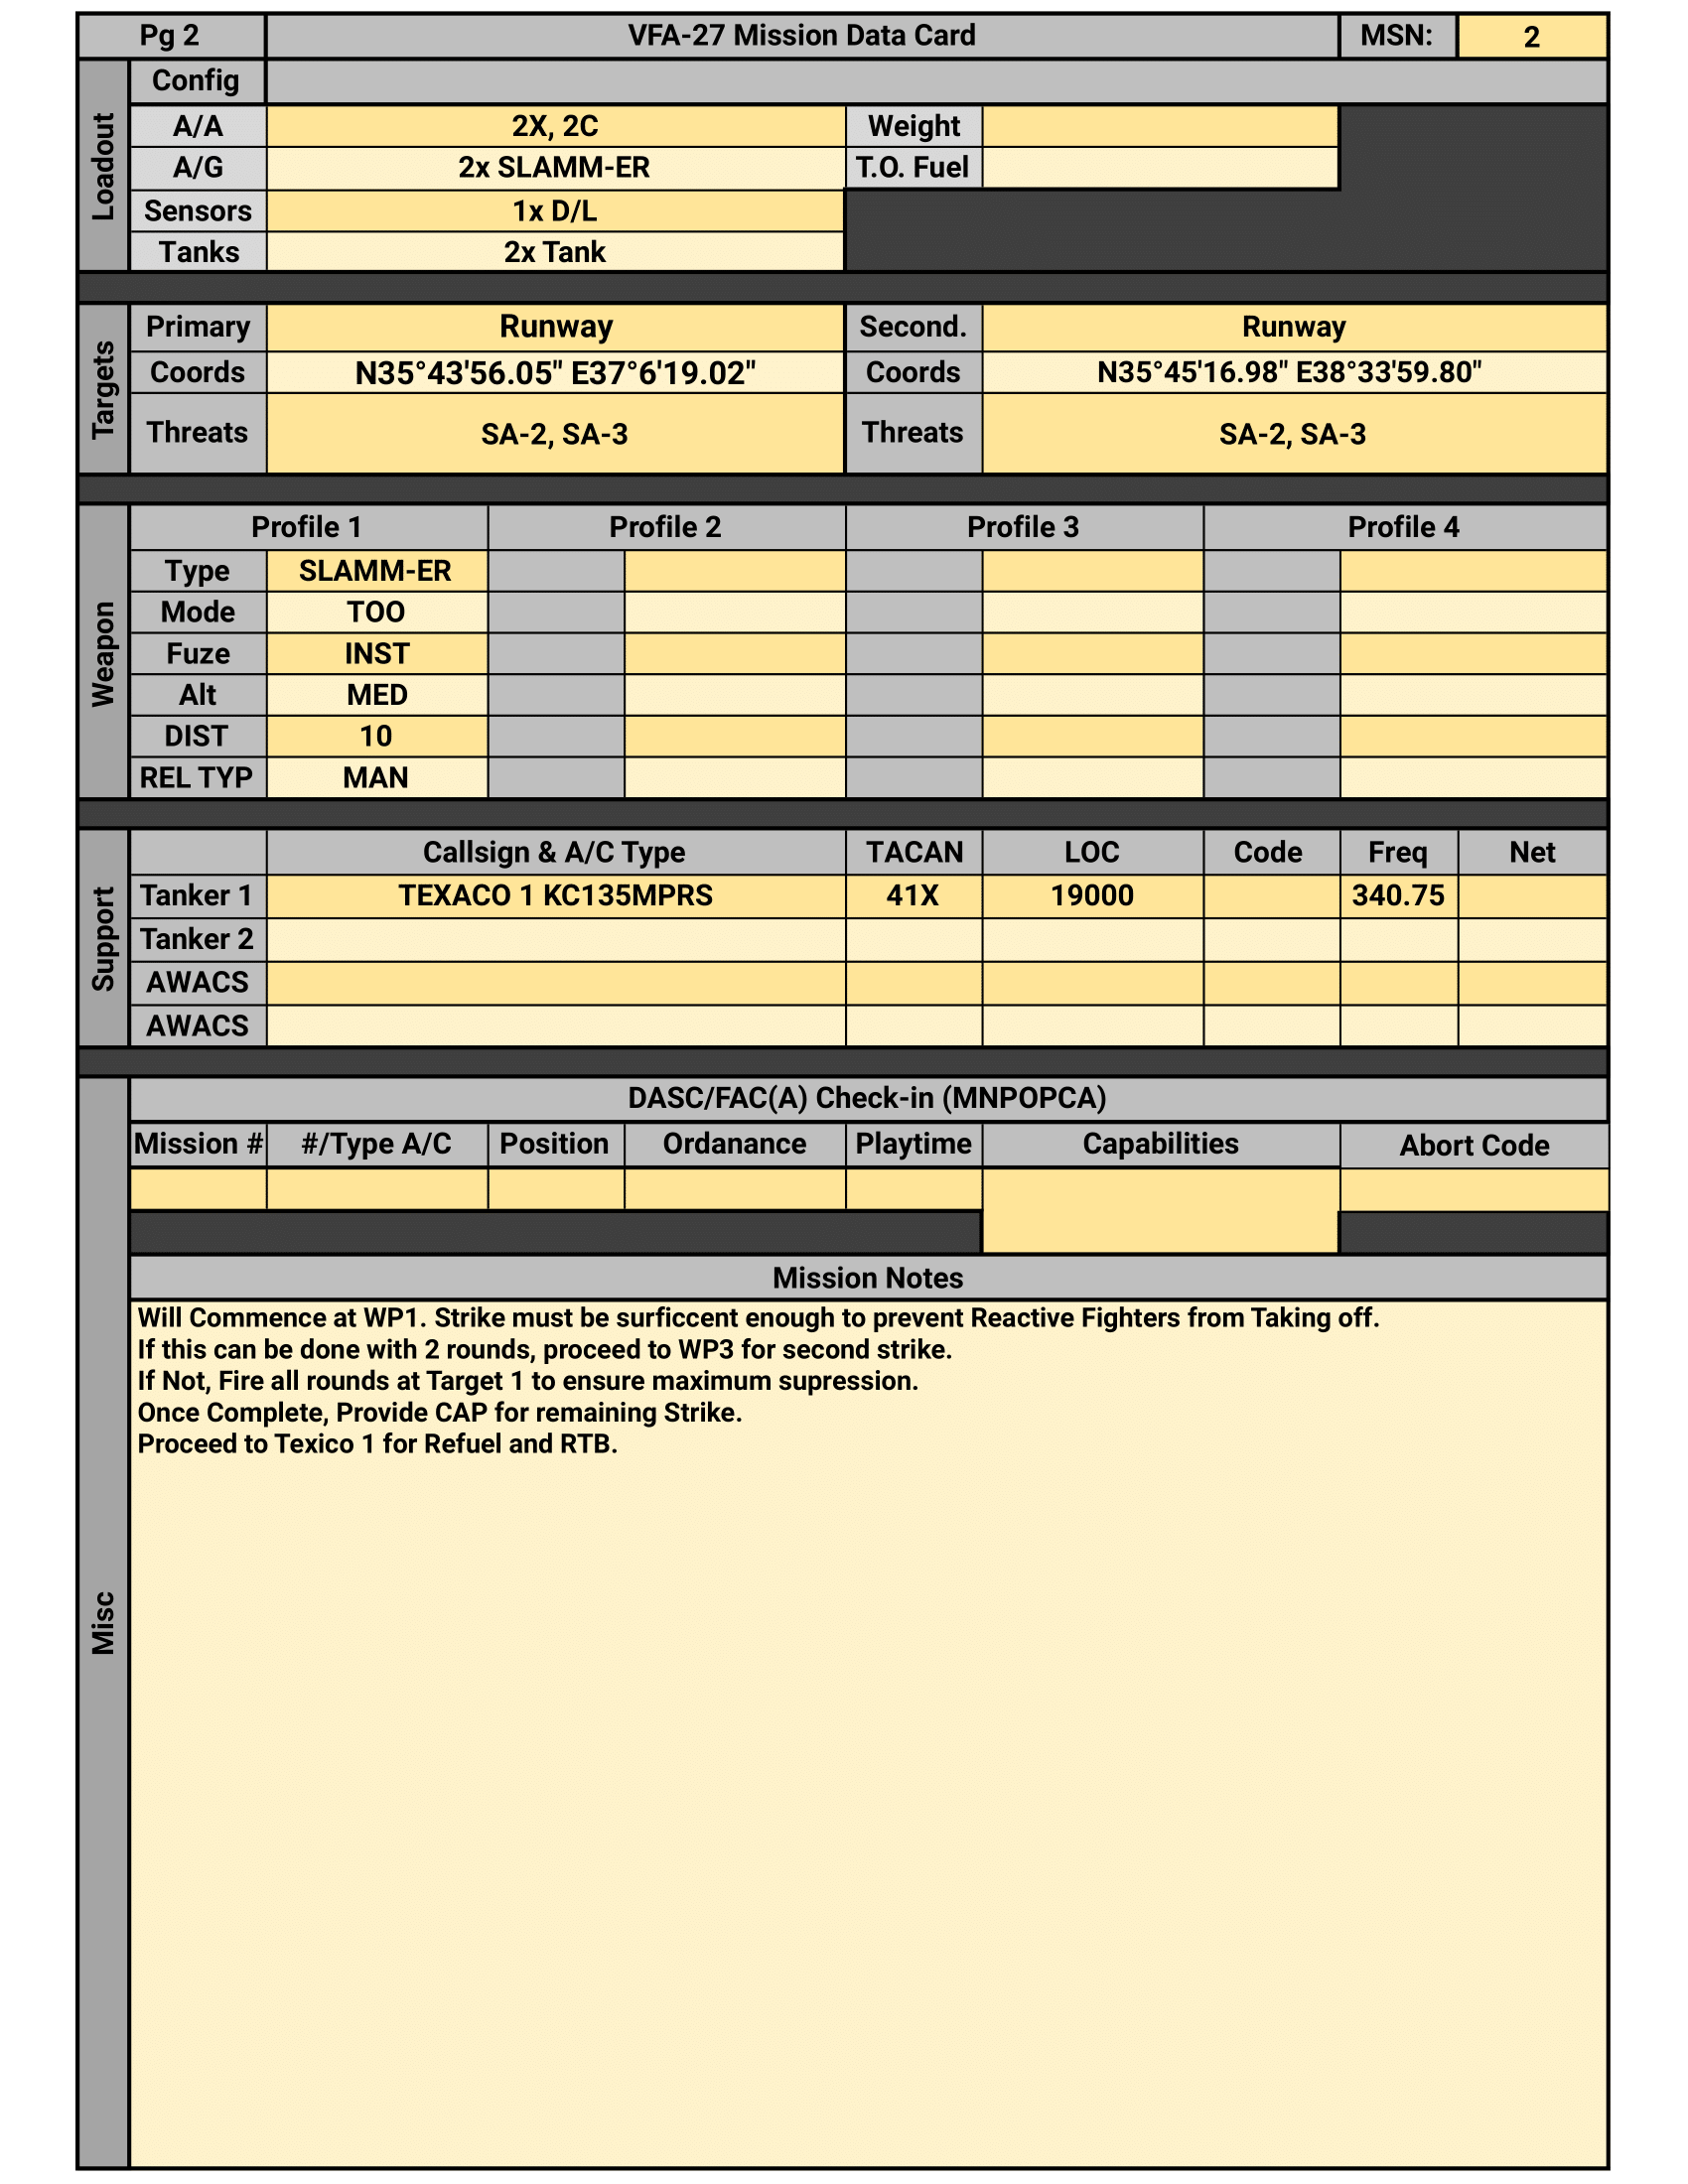 Pg 2 VFA-27 Mission Data Card MSN: 2
Loadout
Config
A/A 2X, 2C Weight
A/G 2x SLAMM-ER T.O. Fuel
Sensors 1x D/L
Tanks 2x Tank
Targets
Primary Runway Second. Runway
Coords N35°43'56.05" E37°6'19.02" Coords N35°45'16.98" E38°33'59.80"
Threats SA-2, SA-3 Threats SA-2, SA-3
Weapon
Profile 1 Profile 2 Profile 3 Profile 4
Type SLAMM-ER
Mode TOO
Fuze INST
Alt MED
DIST 10
REL TYP MAN
Support
Callsign & A/C Type TACAN LOC Code Freq Net
Tanker 1 TEXACO 1 KC135MPRS 41X 19000 340.75
Tanker 2
AWACS
AWACS
Misc
DASC/FAC(A) Check-in (MNPOPCA)
Mission # #/Type A/C Position Ordanance Playtime Capabilities Abort Code
Mission Notes
Will Commence at WP1. Strike must be surficcent enough to prevent Reactive Fighters from Taking off.
If this can be done with 2 rounds, proceed to WP3 for second strike.
If Not, Fire all rounds at Target 1 to ensure maximum supression.
Once Complete, Provide CAP for remaining Strike.
Proceed to Texico 1 for Refuel and RTB.